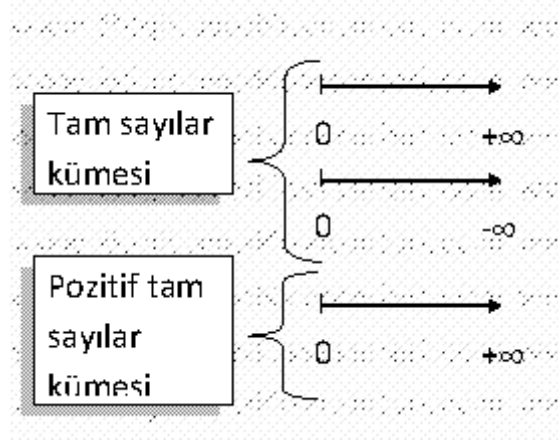 Tam sayılar
kümesi
0 +∞
0 -∞
Pozitif tam
sayılar
kümesi
0 +∞